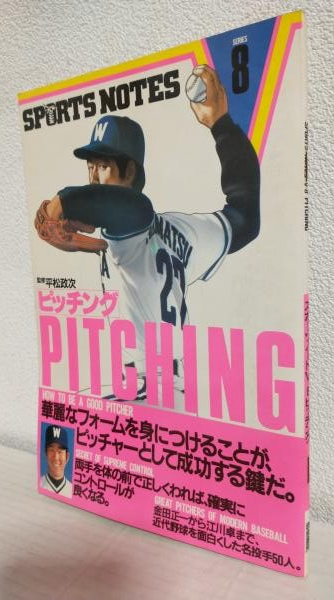 SPORTS NOTES
SERIES
8
W
MATSU
27
監修 平松政次
ピッチング
PITCHING
HOW TO BE A GOOD PITCHER
華麗なフォームを身につけることが、
ピッチャーとして成功する鍵だ。
SECRET OF SUPREME CONTROL
両手を体の前で正しくわれば、確実に
コントロールが
良くなる。
GREAT PITCHERS OF MODERN BASEBALL
金田正一から江川卓まで、
近代野球を面白くした名投手50人。
W
SPORTS NOTES 8 PITCHING